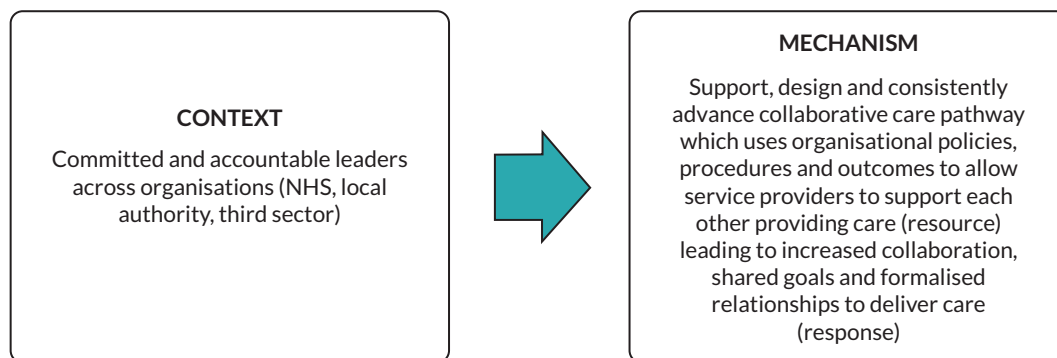 CONTEXT
Committed and accountable leaders
across organisations (NHS, local
authority, third sector)
MECHANISM
Support, design and consistently
advance collaborative care pathway
which uses organisational policies,
procedures and outcomes to allow
service providers to support each
other providing care (resource)
leading to increased collaboration,
shared goals and formalised
relationships to deliver care
(response)